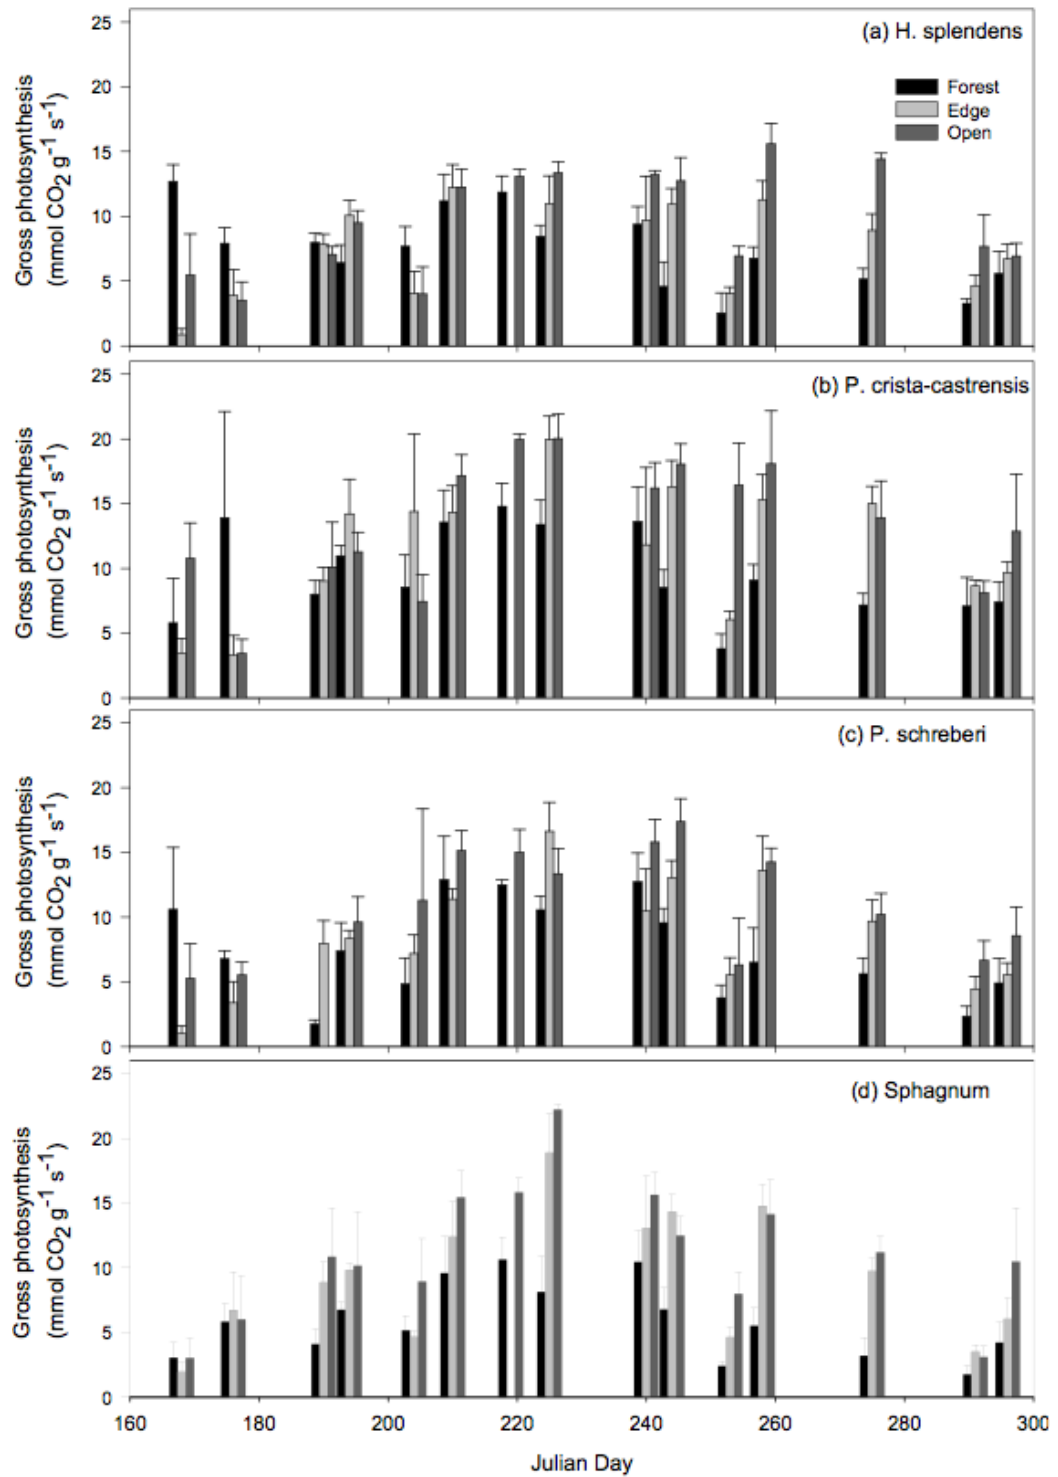 (a) H. splendens
Forest
Edge
Open
Gross photosynthesis
(mmol CO2 g-1 s-1)
25
20
15
10
5
0
(b) P. crista-castrensis
Gross photosynthesis
(mmol CO2 g-1 s-1)
25
20
15
10
5
0
(c) P. schreberi
Gross photosynthesis
(mmol CO2 g-1 s-1)
25
20
15
10
5
0
(d) Sphagnum
Gross photosynthesis
(mmol CO2 g-1 s-1)
25
20
15
10
5
0
160 180 200 220 240 260 280 300
Julian Day